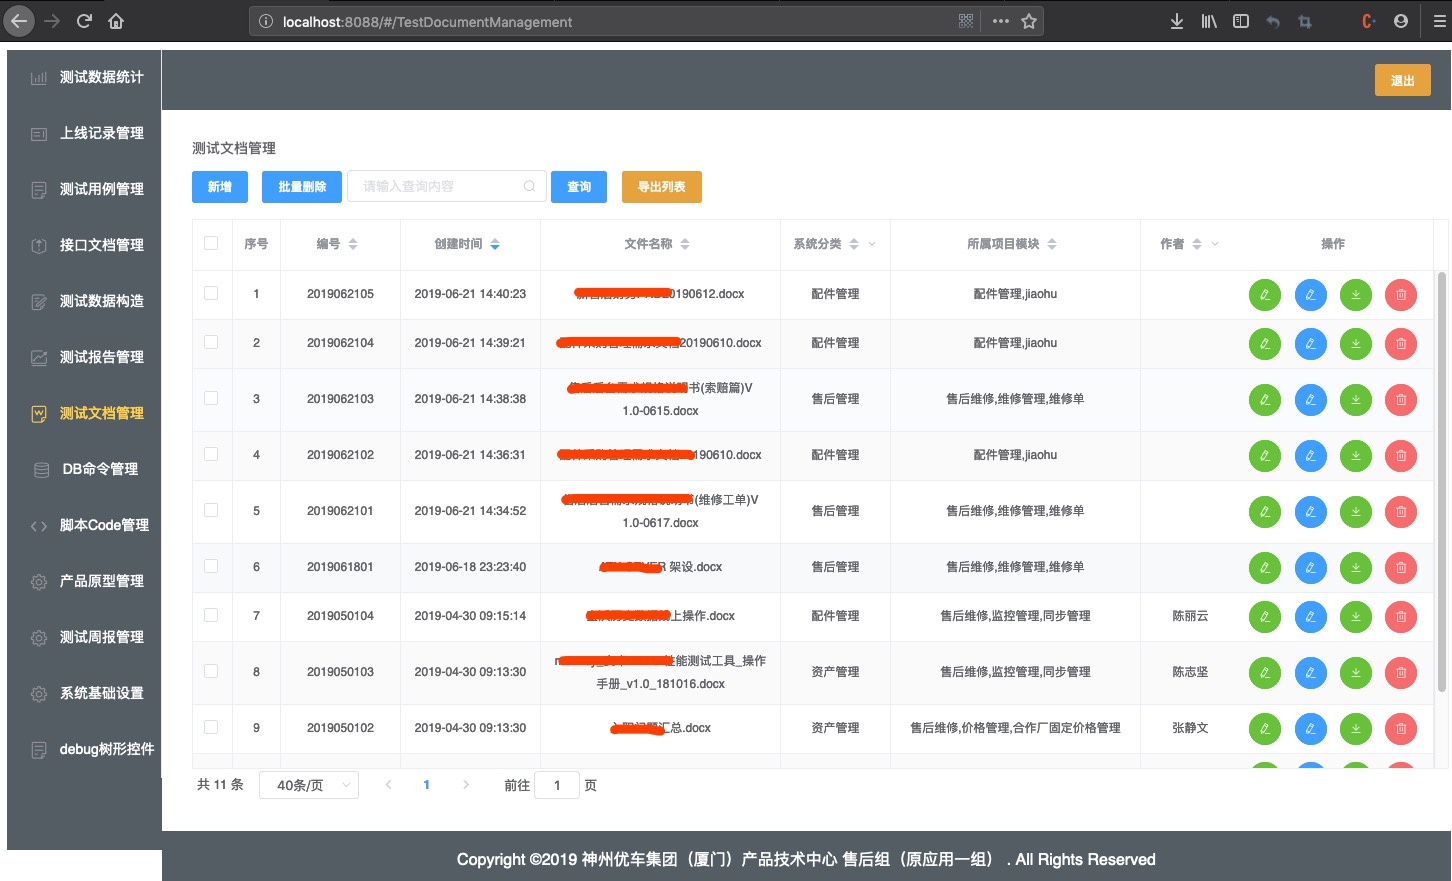 localhost:8088/#/TestDocumentManagement
测试数据统计
上线记录管理
测试用例管理
接口文档管理
测试数据构造
测试报告管理
测试文档管理
DB命令管理
脚本Code管理
产品原型管理
测试周报管理
系统基础设置
debug树形控件
退出
测试文档管理
新增 批量删除 请输入查询内容 查询 导出列表
序号 编号 创建时间 文件名称 系统分类 所属项目模块 作者 操作
1 2019062105 2019-06-21 14:40:23 0190612.docx 配件管理 配件管理,jiaohu
2 2019062104 2019-06-21 14:39:21 20190610.docx 配件管理 配件管理,jiaohu
3 2019062103 2019-06-21 14:38:38 书(索赔篇)V 售后管理 售后维修,维修管理,维修单
1.0-0615.docx
4 2019062102 2019-06-21 14:36:31 190610.docx 配件管理 配件管理,jiaohu
5 2019062101 2019-06-21 14:34:52 (维修工单)V 售后管理 售后维修,维修管理,维修单
1.0-0617.docx
6 2019061801 2019-06-18 23:23:40 R 架设.docx 售后管理 售后维修,维修管理,维修单
7 2019050104 2019-04-30 09:15:14 上操作.docx 配件管理 售后维修,监控管理,同步管理 陈丽云
8 2019050103 2019-04-30 09:13:30 性能测试工具_操作 资产管理 售后维修,监控管理,同步管理 陈志坚
手册_v1.0_181016.docx
9 2019050102 2019-04-30 09:13:30 汇总.docx 资产管理 售后维修,价格管理,合作厂固定价格管理 张静文
共 11 条 40条/页 1 前往 1 页
Copyright ©2019 神州优车集团（厦门）产品技术中心 售后组（原应用一组） . All Rights Reserved